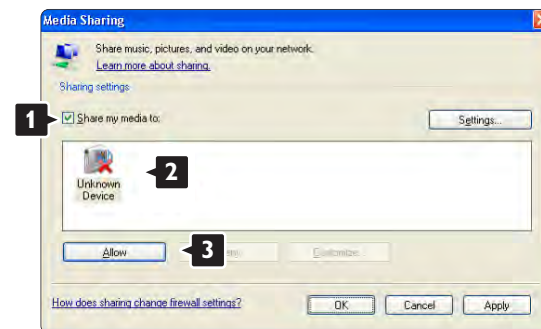 Media Sharing
Share music, pictures, and video on your network.
Learn more about sharing.
Sharing settings
1
Share my media to:
Settings...
2
Unknown
Device
Allow
3
Customize...
How does sharing change firewall settings?
OK
Cancel
Apply